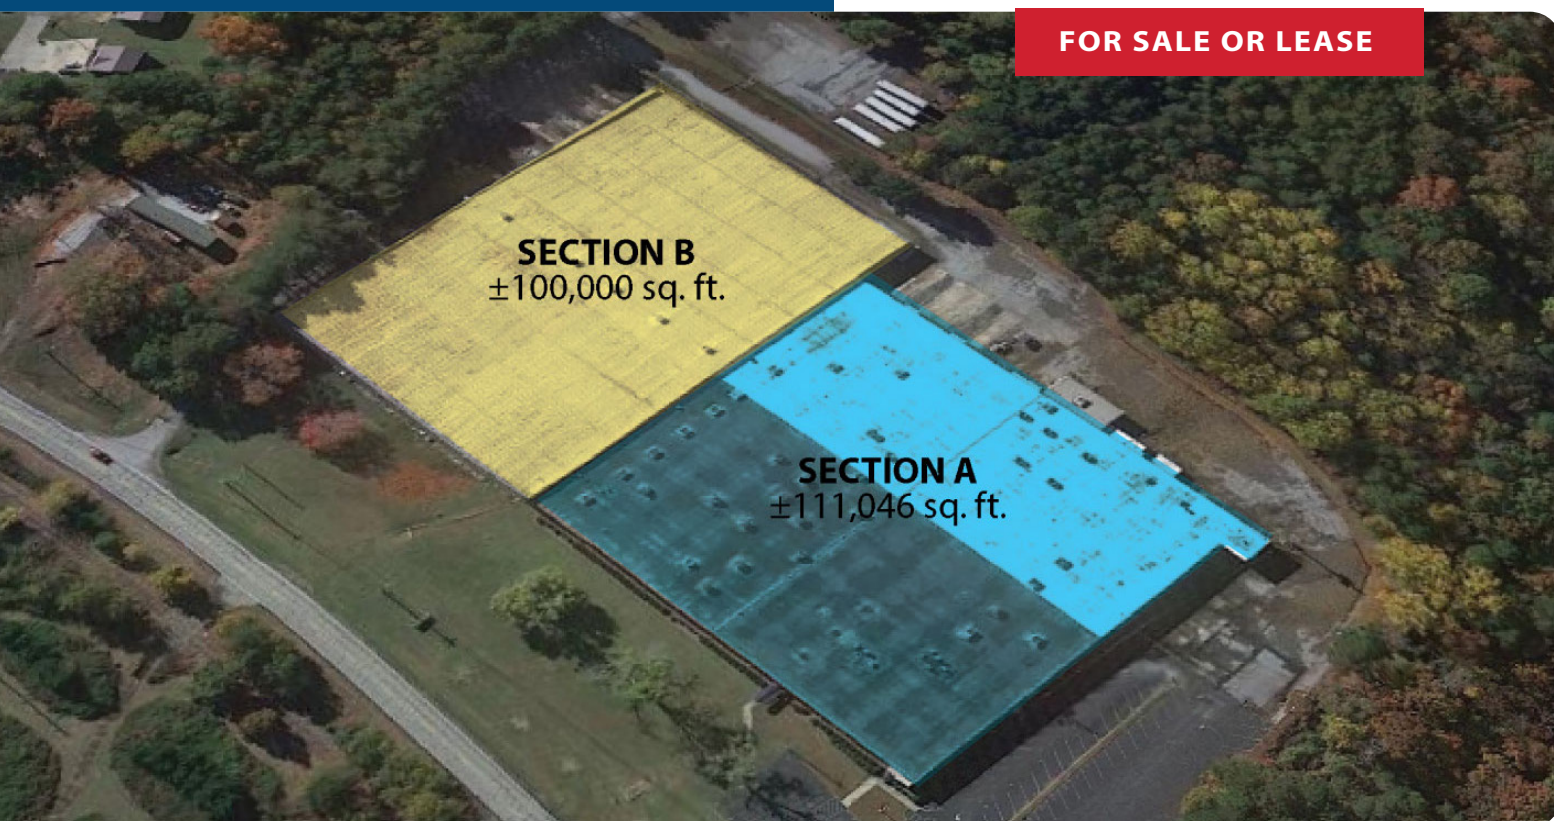 FOR SALE OR LEASE
SECTION B
±100,000 sq. ft.
SECTION A
±111,046 sq. ft.